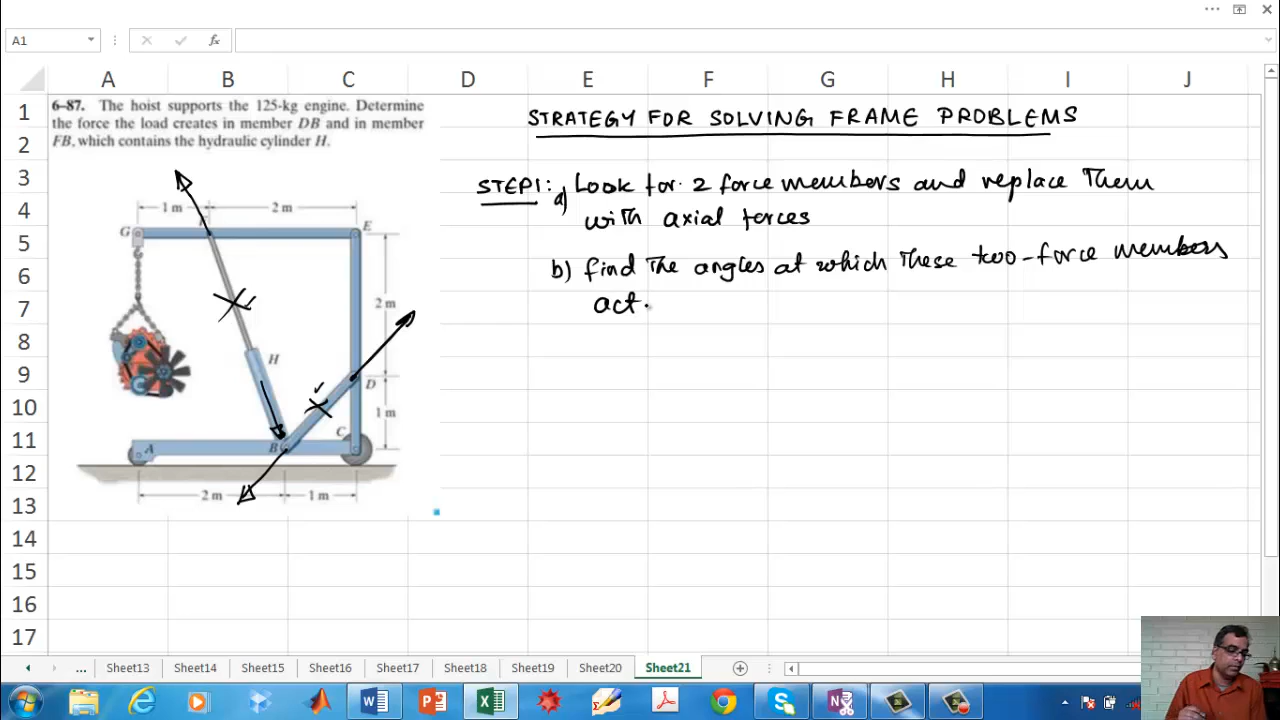 A1
fx
A B C D E F G H I J
1
2
3
4
5
6
7
8
9
10
11
12
13
14
15
16
17
6–87. The hoist supports the 125-kg engine. Determine
the force the load creates in member DB and in member
FB, which contains the hydraulic cylinder H.
1 m
2 m
G
E
2 m
H
D
1 m
C
A
B
2 m
1 m
STRATEGY FOR SOLVING FRAME PROBLEMS
STEP1: a) Look for 2 force members and replace Them
with axial forces
b) find The angles at which These two-force members
act.
... Sheet13 Sheet14 Sheet15 Sheet16 Sheet17 Sheet18 Sheet19 Sheet20 Sheet21